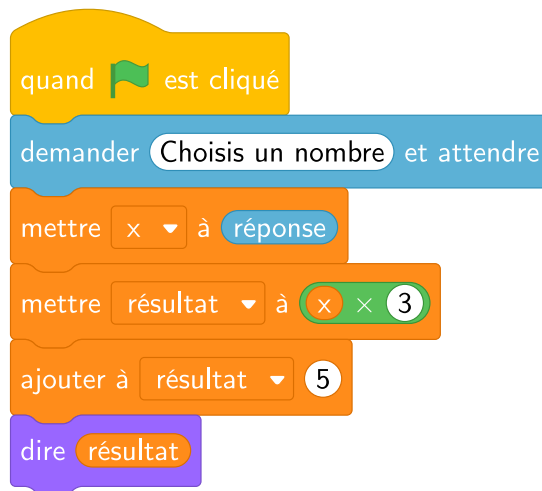 quand est cliqué
demander Choisis un nombre et attendre
mettre x à réponse
mettre résultat à x × 3
ajouter à résultat 5
dire résultat